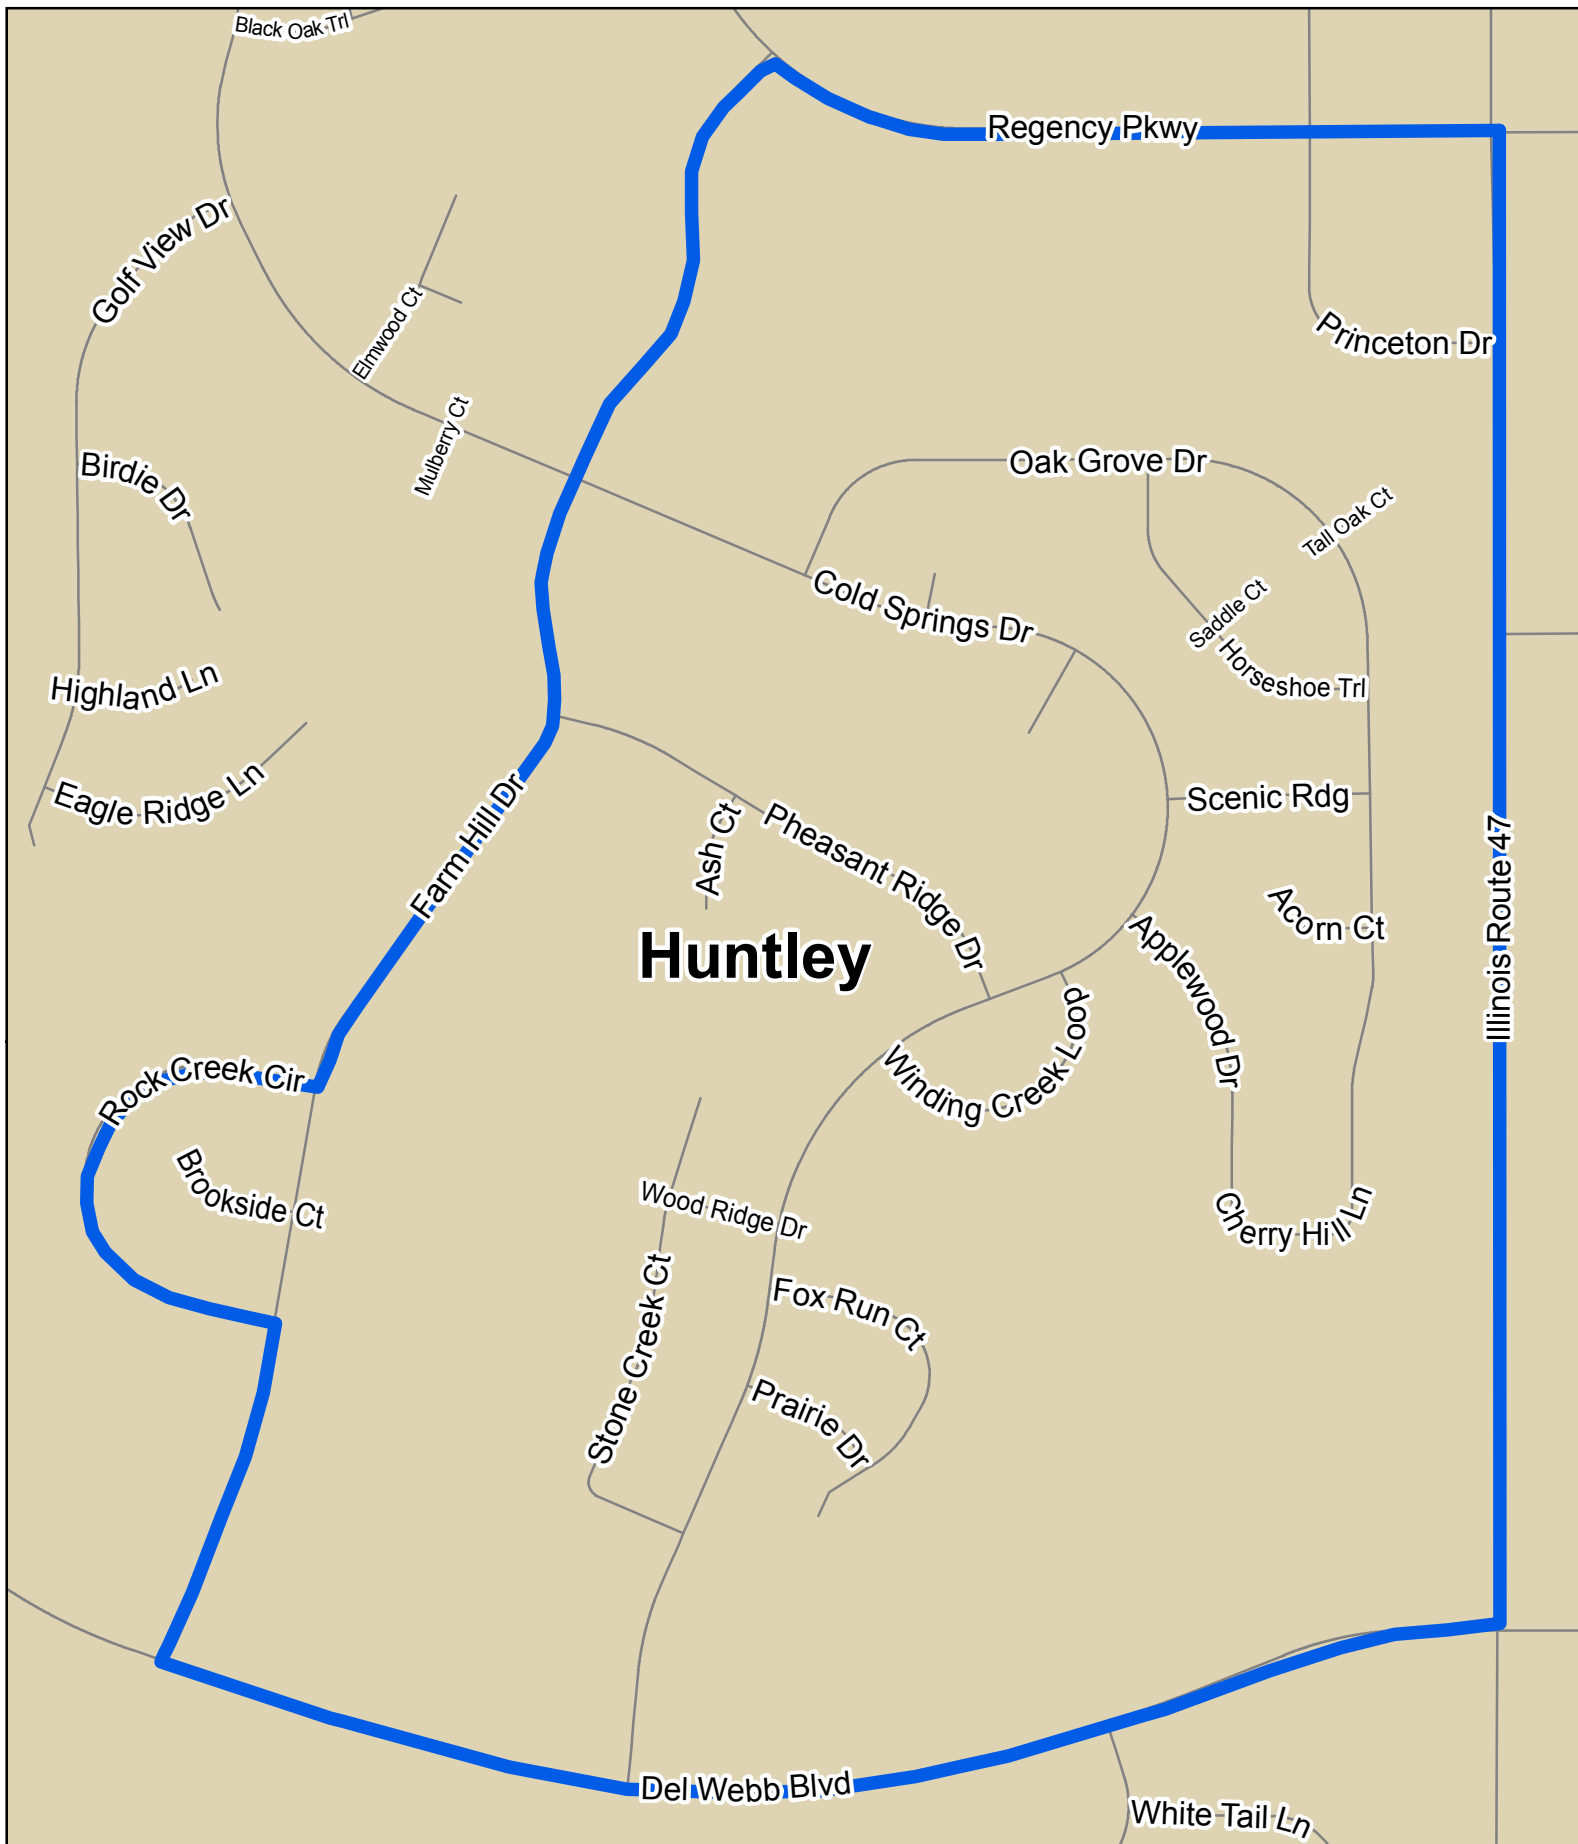 Black Oak Trl
Regency Pkwy
Golf View Dr
Elmwood Ct
Princeton Dr
Mulberry Ct
Birdie Dr
Oak Grove Dr
Tall Oak Ct
Cold Springs Dr
Saddle Ct
Horseshoe Trl
Highland Ln
Eagle Ridge Ln
Farm Hill Dr
Ash Ct
Pheasant Ridge Dr
Scenic Rdg
Illinois Route 47
Acorn Ct
Huntley
Applewood Dr
Winding Creek Loop
Rock Creek Cir
Brookside Ct
Wood Ridge Dr
Cherry Hill Ln
Stone Creek Ct
Fox Run Ct
Prairie Dr
Del Webb Blvd
White Tail Ln